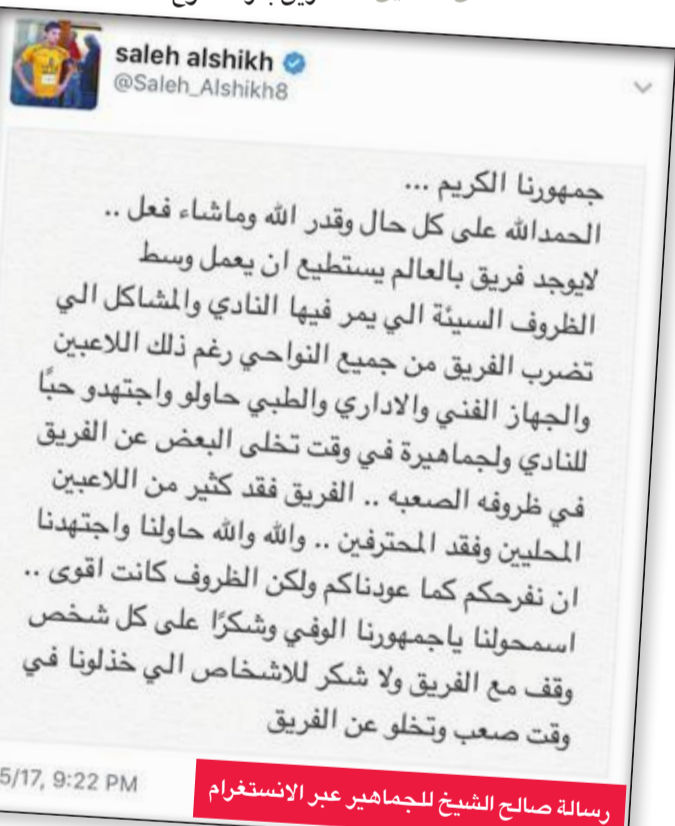 saleh alshikh
@Saleh_Alshikh8
جمهورنا الكريم ...
الحمدالله على كل حال وقدر الله وماشاء فعل ..
لايوجد فريق بالعالم يستطيع ان يعمل وسط
الظروف السيئة الي يمر فيها النادي والمشاكل الي
تضرب الفريق من جميع النواحي رغم ذلك اللاعبين
والجهاز الفني والاداري والطبي حاولو واجتهدو حبًا
للنادي ولجماهيرة في وقت تخلى البعض عن الفريق
في ظروفه الصعبه .. الفريق فقد كثير من اللاعبين
المحليين وفقد المحترفين .. والله والله حاولنا واجتهدنا
ان نفرحكم كما عودناكم ولكن الظروف كانت اقوى ..
اسمحولنا ياجمهورنا الوفي وشكرًا على كل شخص
وقف مع الفريق ولا شكر للاشخاص الي خذلونا في
وقت صعب وتخلو عن الفريق
5/17, 9:22 PM
رسالة صالح الشيخ للجماهير عبر الانستغرام